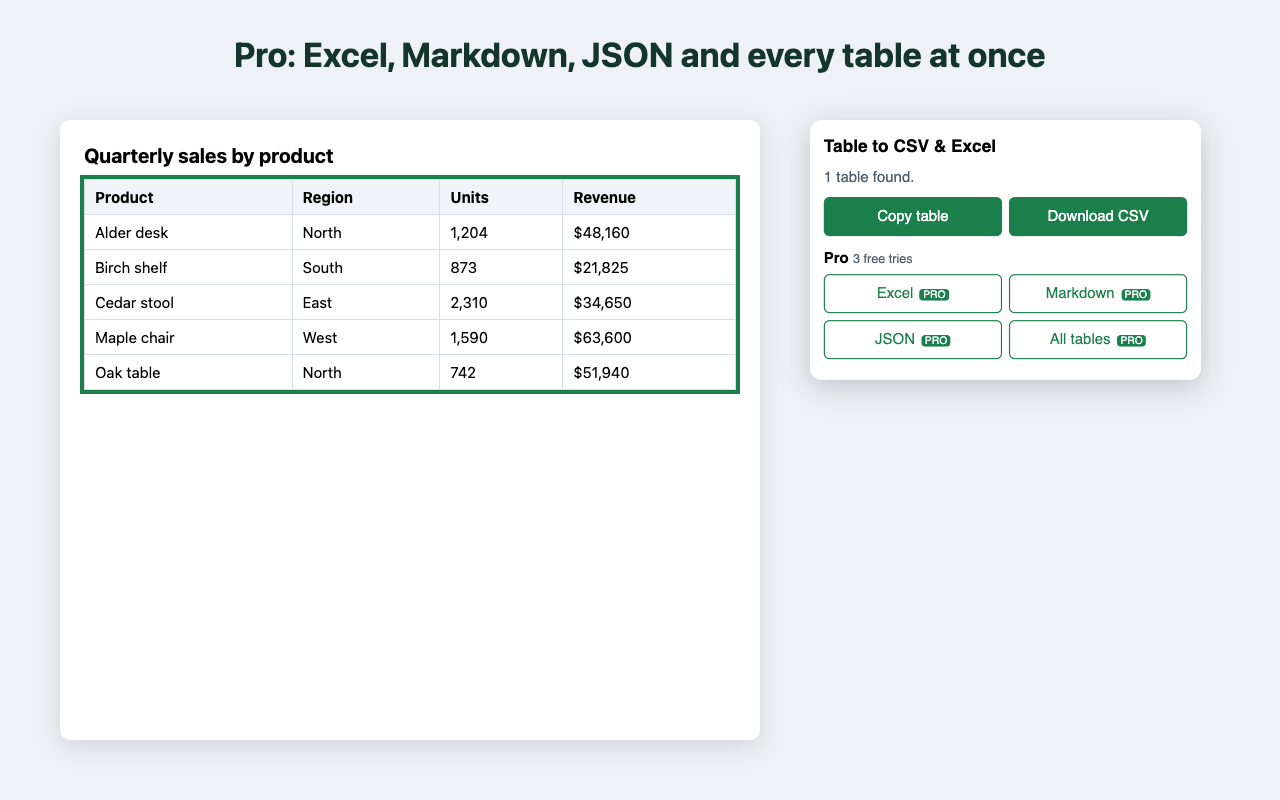 Pro: Excel, Markdown, JSON and every table at once
Quarterly sales by product
Product Region Units Revenue
Alder desk North 1,204 $48,160
Birch shelf South 873 $21,825
Cedar stool East 2,310 $34,650
Maple chair West 1,590 $63,600
Oak table North 742 $51,940
Table to CSV & Excel
1 table found.
Copy table Download CSV
Pro 3 free tries
Excel PRO Markdown PRO
JSON PRO All tables PRO